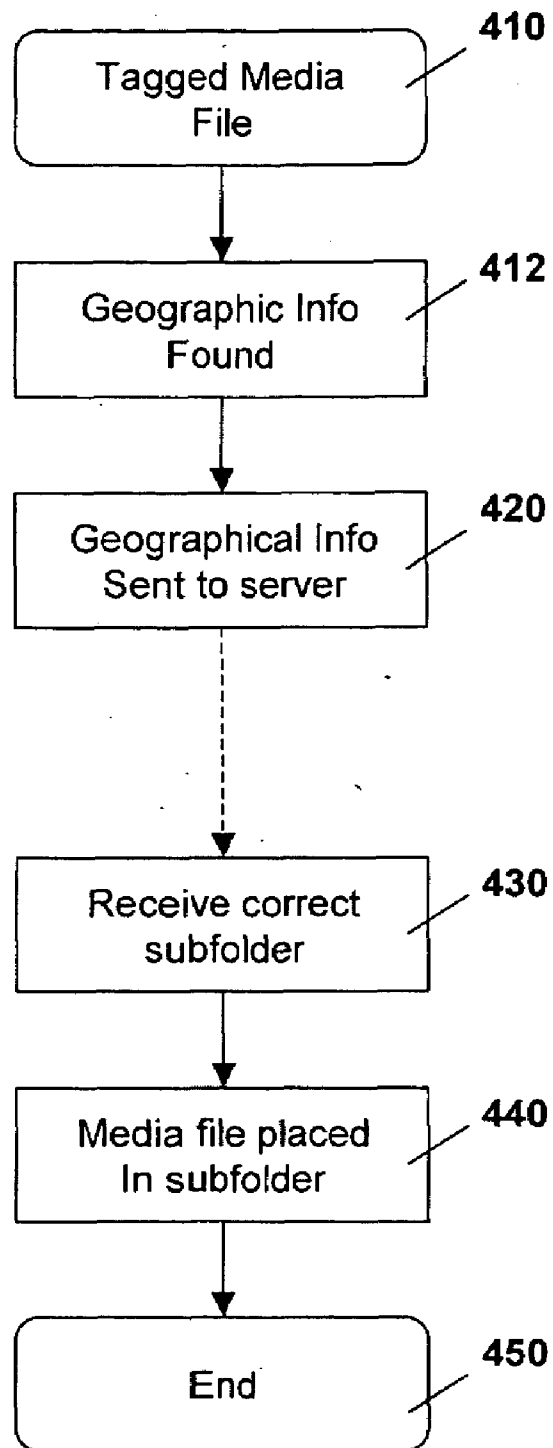 410
Tagged Media
File
412
Geographic Info
Found
420
Geographical Info
Sent to server
430
Receive correct
subfolder
440
Media file placed
In subfolder
450
End